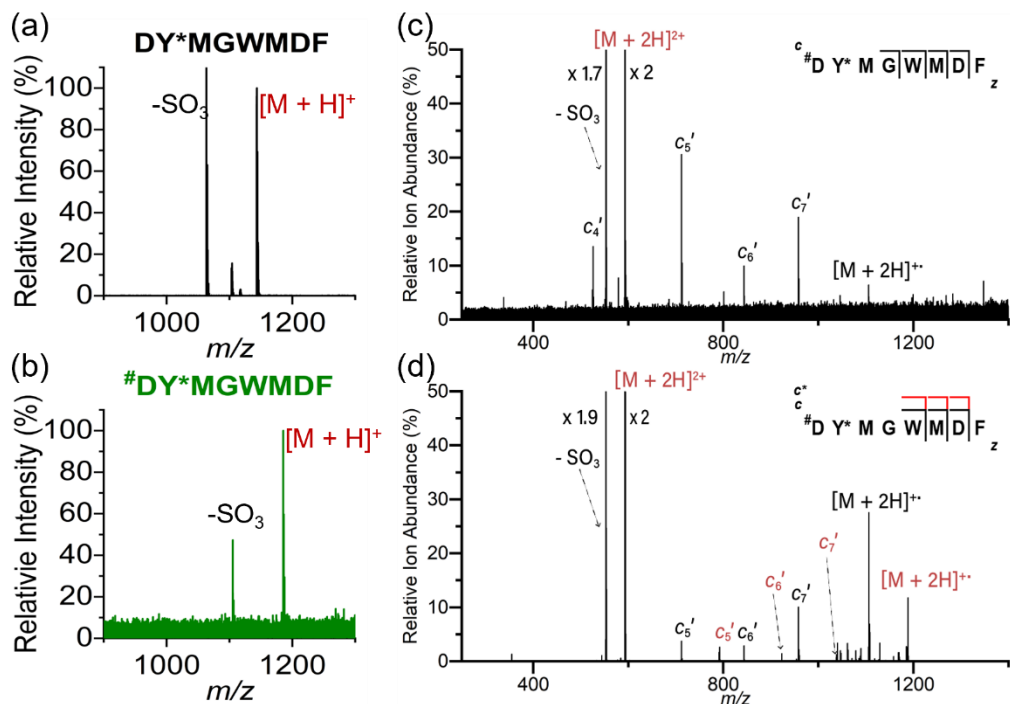 (a)
DY*MGWMDF
Relative Intensity (%)
100
80
60
40
20
0
-SO₃
[M + H]⁺
1000
1200
m/z
(b)
#DY*MGWMDF
Relativie Intensity (%)
100
80
60
40
20
0
-SO₃
[M + H]⁺
1000
1200
m/z
(c)
Relative Ion Abundance (%)
50
40
30
20
10
0
[M + 2H]²⁺
x 1.7
x 2
- SO₃
c₄'
c₅'
c₆'
c₇'
[M + 2H]⁺•
c
#D Y* M G W M D F
z
400
800
1200
m/z
(d)
Relative Ion Abundance (%)
50
40
30
20
10
0
[M + 2H]²⁺
x 1.9
x 2
- SO₃
c₅'
c₅'
c₆'
c₆'
c₇'
c₇'
[M + 2H]⁺•
[M + 2H]⁺•
c*
c
#D Y* M G W M D F
z
400
800
1200
m/z